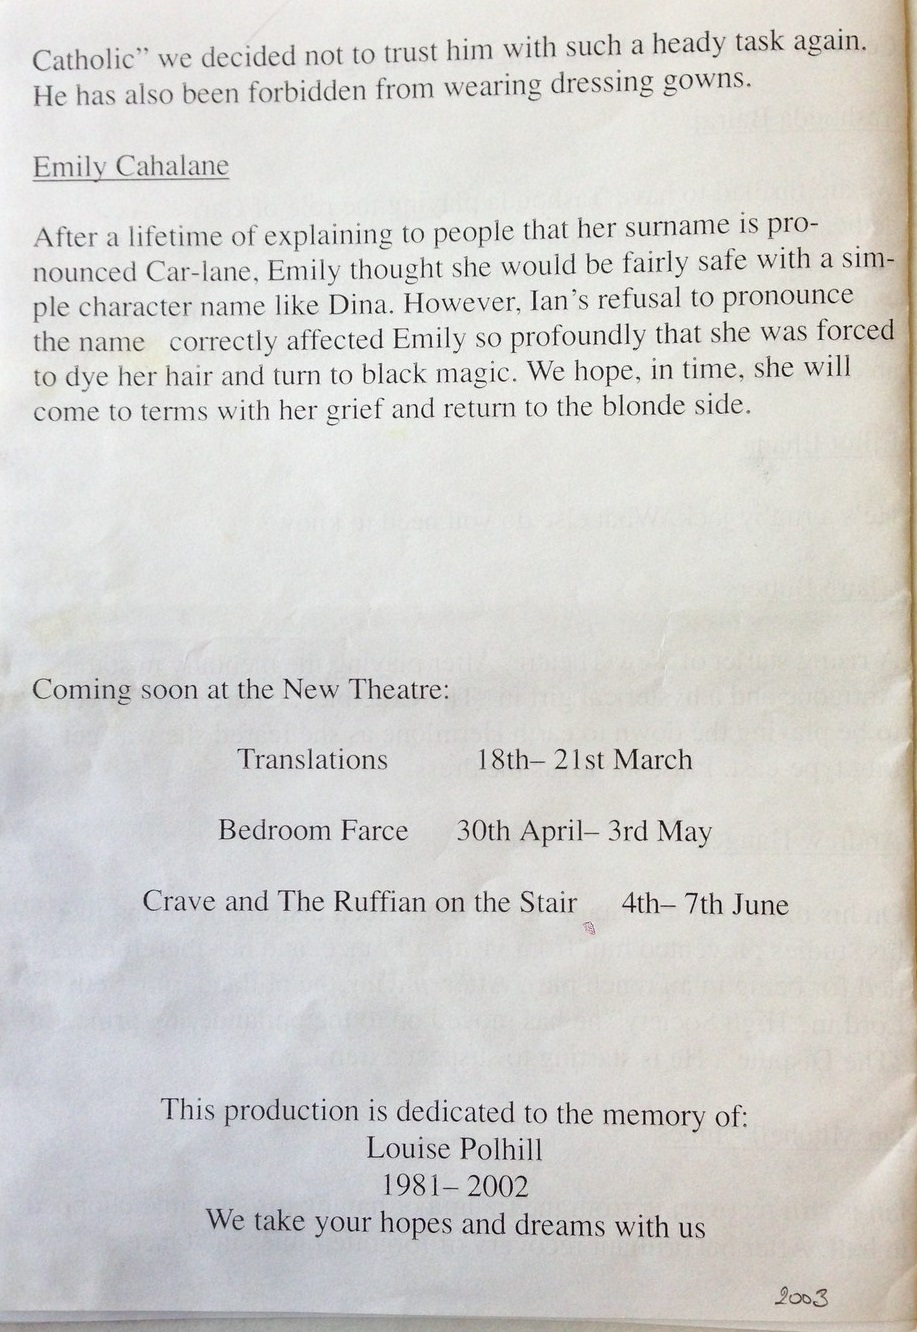 Catholic” we decided not to trust him with such a heady task again.
He has also been forbidden from wearing dressing gowns.
Emily Cahalane
After a lifetime of explaining to people that her surname is pro-
nounced Car-lane, Emily thought she would be fairly safe with a sim-
ple character name like Dina. However, Ian’s refusal to pronounce
the name correctly affected Emily so profoundly that she was forced
to dye her hair and turn to black magic. We hope, in time, she will
come to terms with her grief and return to the blonde side.
Coming soon at the New Theatre:
Translations 18th– 21st March
Bedroom Farce 30th April– 3rd May
Crave and The Ruffian on the Stair 4th– 7th June
This production is dedicated to the memory of:
Louise Polhill
1981– 2002
We take your hopes and dreams with us
2003